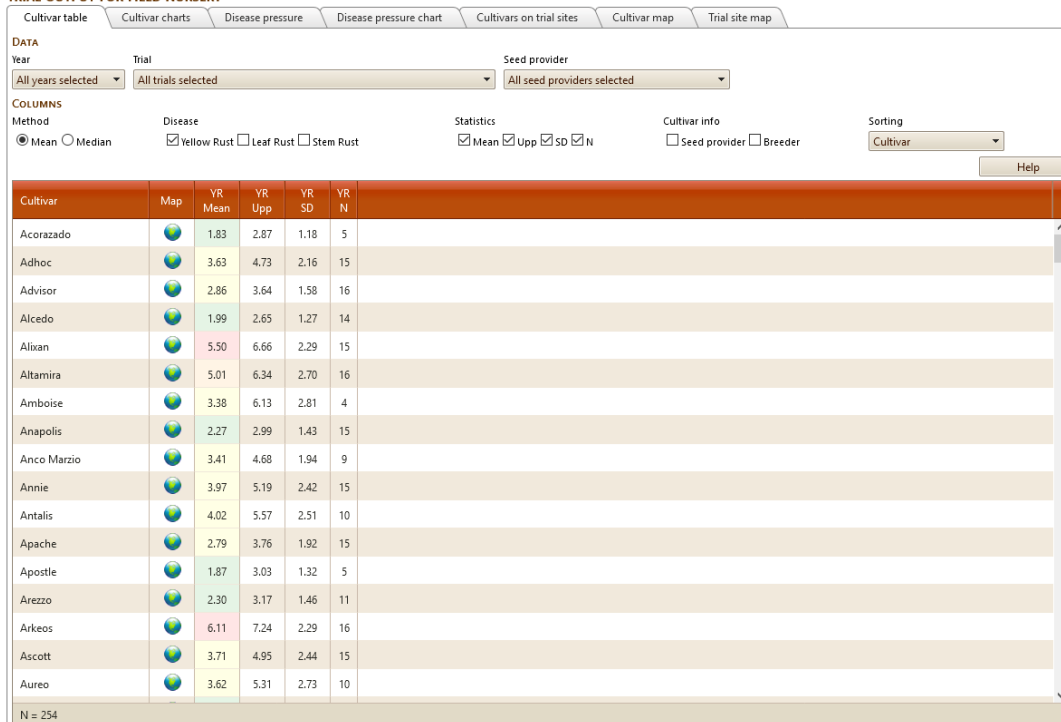 Cultivar table Cultivar charts Disease pressure Disease pressure chart Cultivars on trial sites Cultivar map Trial site map
DATA
Year Trial Seed provider
All years selected All trials selected All seed providers selected
COLUMNS
Method Disease Statistics Cultivar info Sorting
Mean Median Yellow Rust Leaf Rust Stem Rust Mean Upp SD N Seed provider Breeder Cultivar
Help
Cultivar Map YR Mean YR Upp YR SD YR N
Acorazado 1.83 2.87 1.18 5
Adhoc 3.63 4.73 2.16 15
Advisor 2.86 3.64 1.58 16
Alcedo 1.99 2.65 1.27 14
Alixan 5.50 6.66 2.29 15
Altamira 5.01 6.34 2.70 16
Amboise 3.38 6.13 2.81 4
Anapolis 2.27 2.99 1.43 15
Anco Marzio 3.41 4.68 1.94 9
Annie 3.97 5.19 2.42 15
Antalis 4.02 5.57 2.51 10
Apache 2.79 3.76 1.92 15
Apostle 1.87 3.03 1.32 5
Arezzo 2.30 3.17 1.46 11
Arkeos 6.11 7.24 2.29 16
Ascott 3.71 4.95 2.44 15
Aureo 3.62 5.31 2.73 10
N = 254